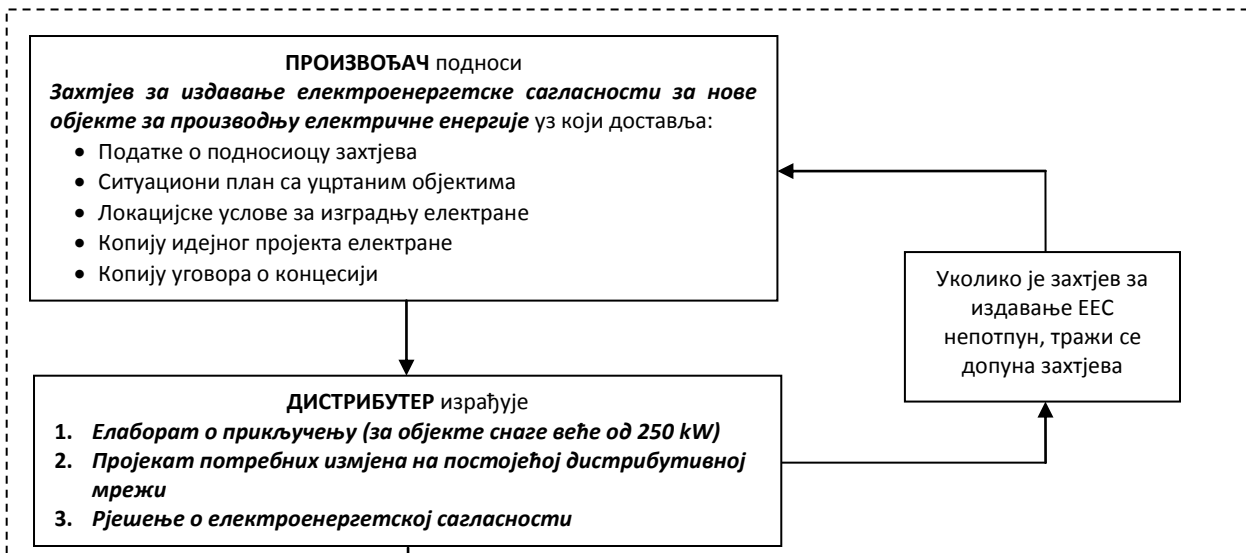 ПРОИЗВОЂАЧ подноси
Захтјев за издавање електроенергетске сагласности за нове
објекте за производњу електричне енергије уз који доставља:
• Податке о подносиоцу захтјева
• Ситуациони план са уцртаним објектима
• Локацијске услове за изградњу електране
• Копију идејног пројекта електране
• Копију уговора о концесији
Уколико је захтјев за
издавање ЕЕС
непотпун, тражи се
допуна захтјева
ДИСТРИБУТЕР израђује
1. Елаборат о прикључењу (за објекте снаге веће од 250 kW)
2. Пројекат потребних измјена на постојећој дистрибутивној
мрежи
3. Рјешење о електроенергетској сагласности